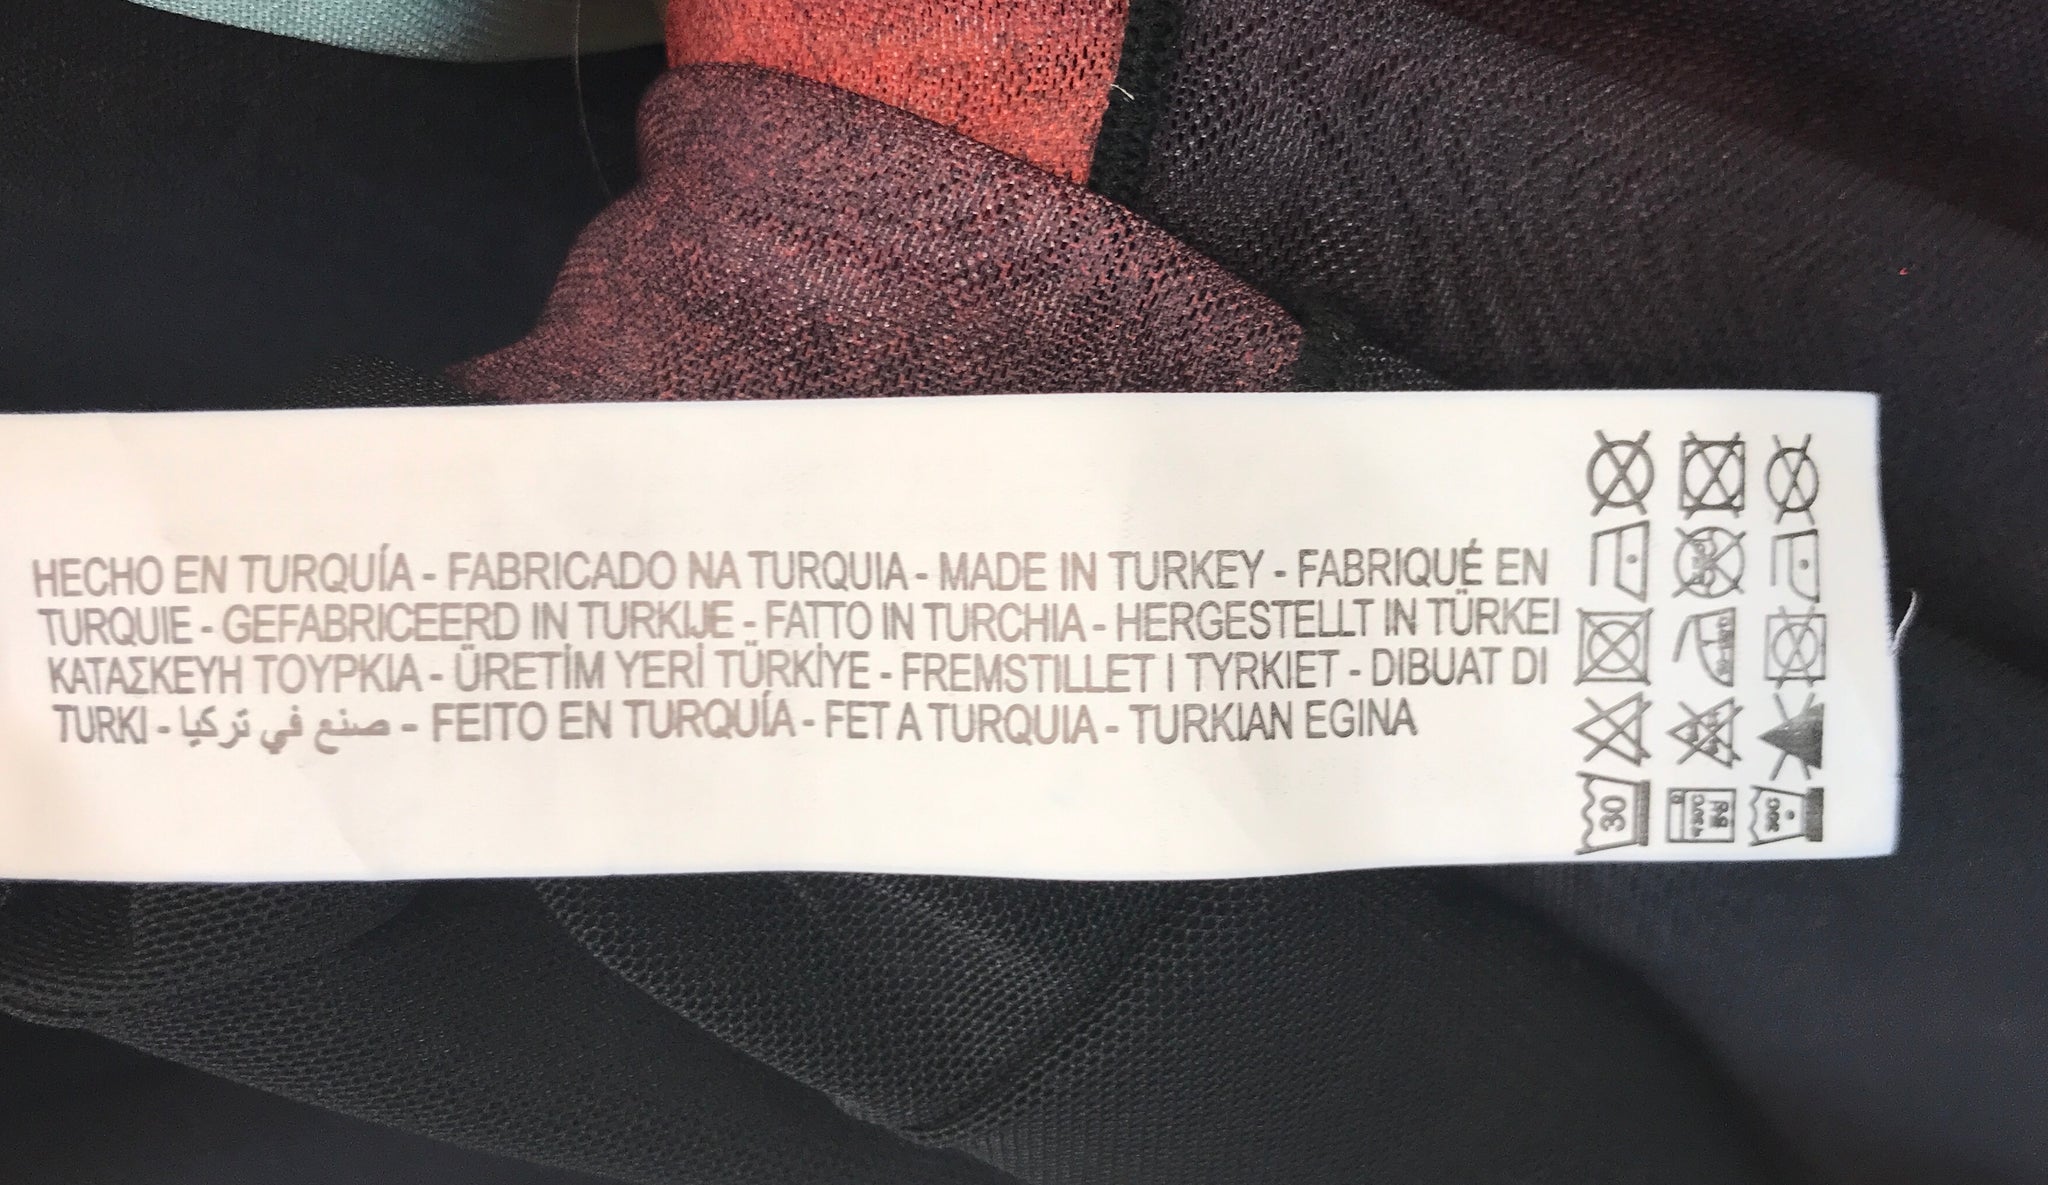 HECHO EN TURQUÍA - FABRICADO NA TURQUIA - MADE IN TURKEY - FABRIQUÉ EN
TURQUIE - GEFABRICEERD IN TURKIJE - FATTO IN TURCHIA - HERGESTELLT IN TÜRKEI
ΚΑΤΑΣΚΕΥΗ ΤΟΥΡΚΙΑ - ÜRETİM YERİ TÜRKİYE - FREMSTILLET I TYRKIET - DIBUAT DI
TURKI - صنع في تركيا - FEITO EN TURQUÍA - FET A TURQUIA - TURKIAN EGINA
30